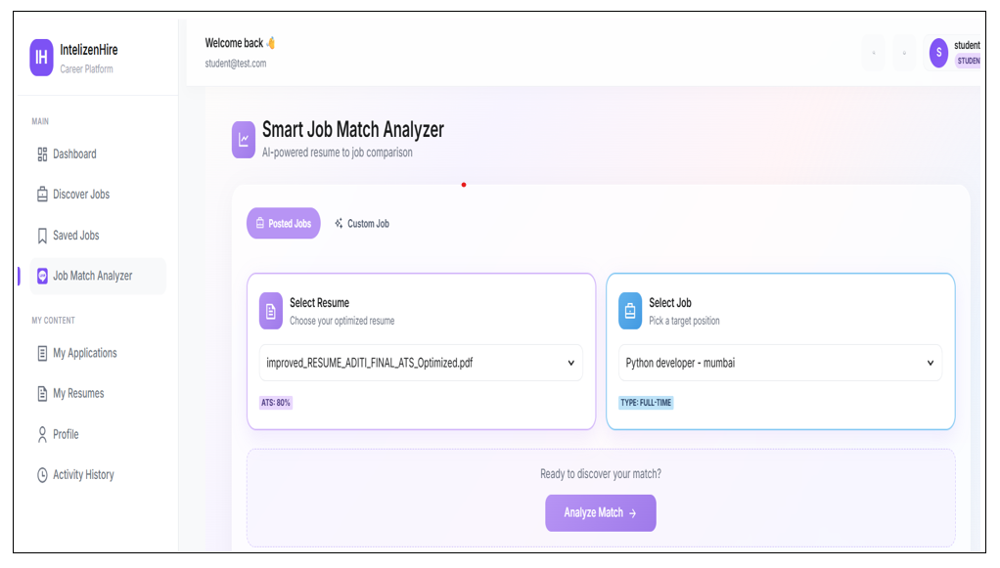 IH
IntelizenHire
Career Platform
MAIN
Dashboard
Discover Jobs
Saved Jobs
Job Match Analyzer
MY CONTENT
My Applications
My Resumes
Profile
Activity History
Welcome back 👋
student@test.com
S
student
STUDEN
Smart Job Match Analyzer
AI-powered resume to job comparison
Posted Jobs
Custom Job
Select Resume
Choose your optimized resume
improved_RESUME_ADITI_FINAL_ATS_Optimized.pdf
ATS: 80%
Select Job
Pick a target position
Python developer - mumbai
TYPE: FULL-TIME
Ready to discover your match?
Analyze Match →